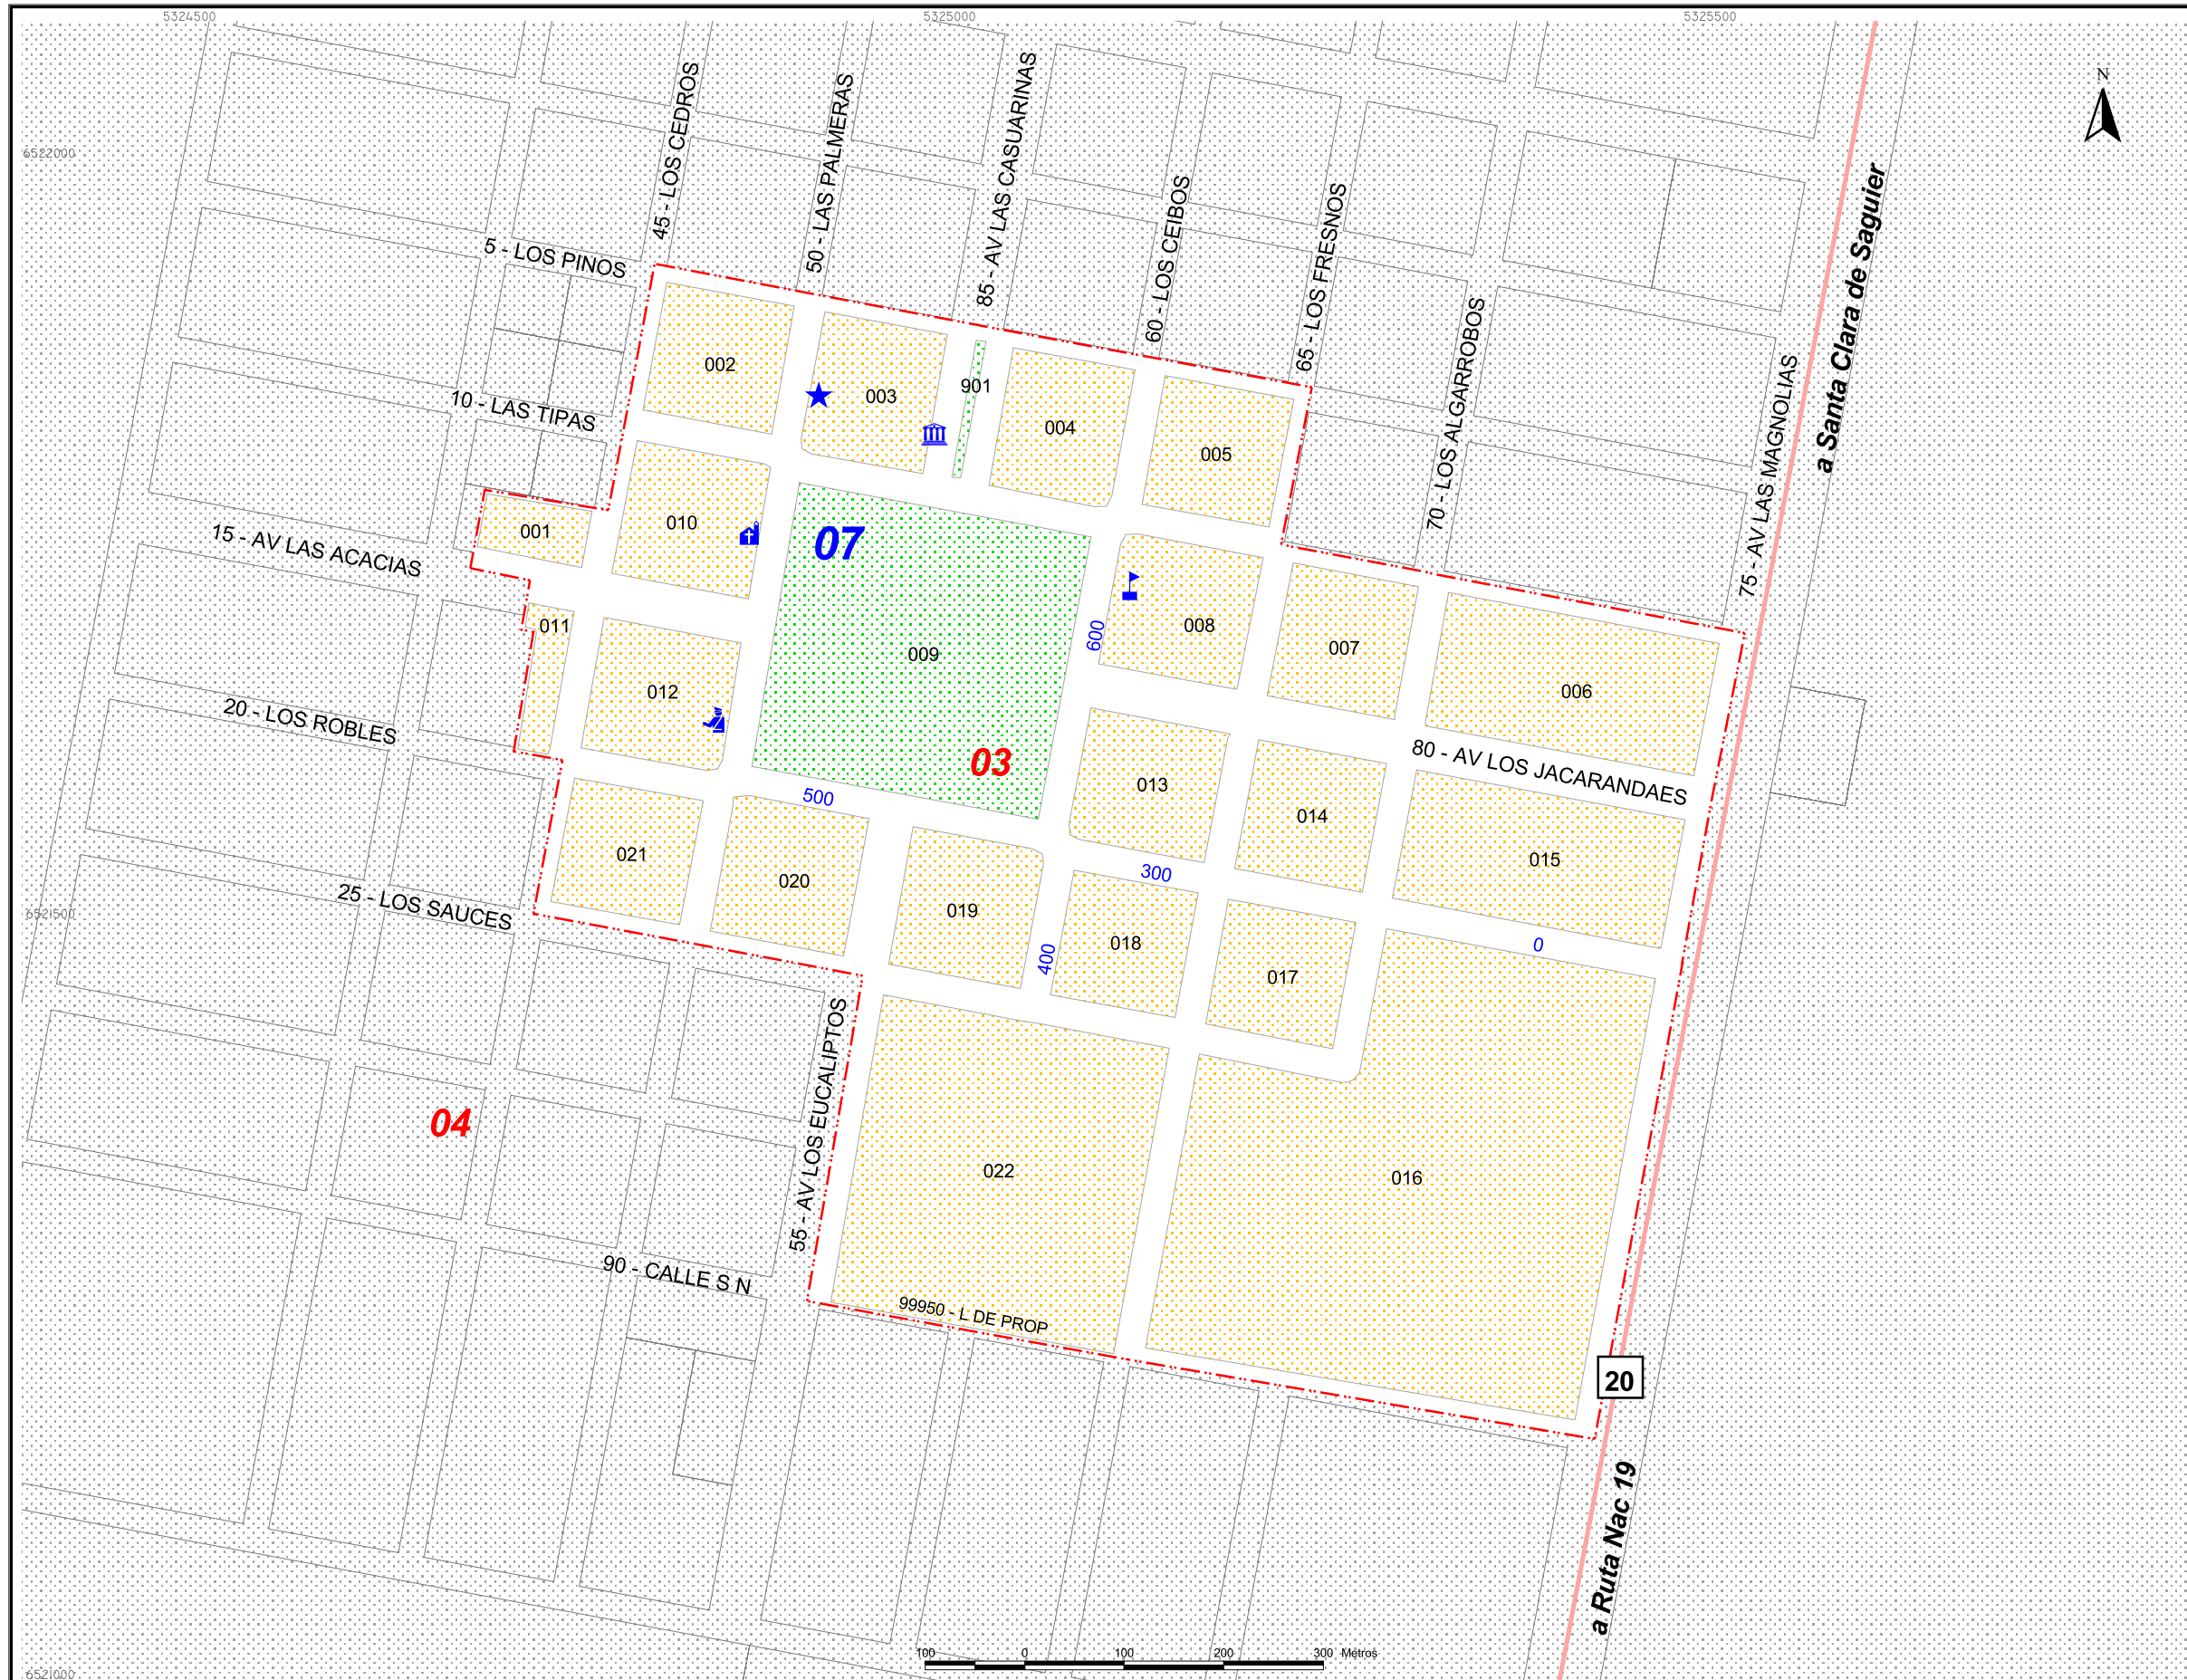 5324500
5325000
5325500
N
6522000
45 - LOS CEDROS
50 - LAS PALMERAS
85 - AV LAS CASUARINAS
60 - LOS CEIBOS
65 - LOS FRESNOS
a Santa Clara de Saguier
5 - LOS PINOS
70 - LOS ALGARROBOS
75 - AV LAS MAGNOLIAS
002
003
901
004
005
10 - LAS TIPAS
001
010
07
15 - AV LAS ACACIAS
011
600
008
007
009
006
012
20 - LOS ROBLES
03
80 - AV LOS JACARANDAES
013
500
014
021
020
300
015
25 - LOS SAUCES
6521500
019
018
400
0
017
55 - AV LOS EUCALIPTOS
04
022
016
90 - CALLE S N
99950 - L DE PROP
20
a Ruta Nac 19
100 0 100 200 300 Metros
6521000